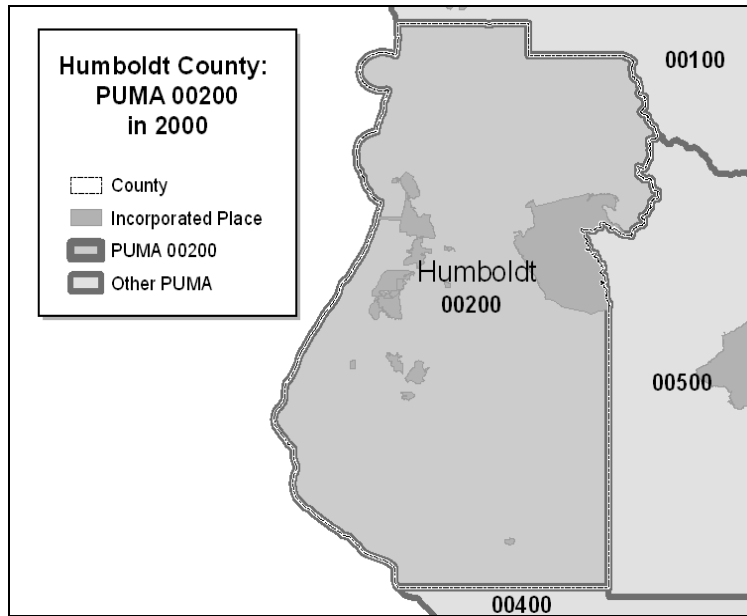 Humboldt County:
PUMA 00200
in 2000
County
Incorporated Place
PUMA 00200
Other PUMA
00100
Humboldt
00200
00500
00400